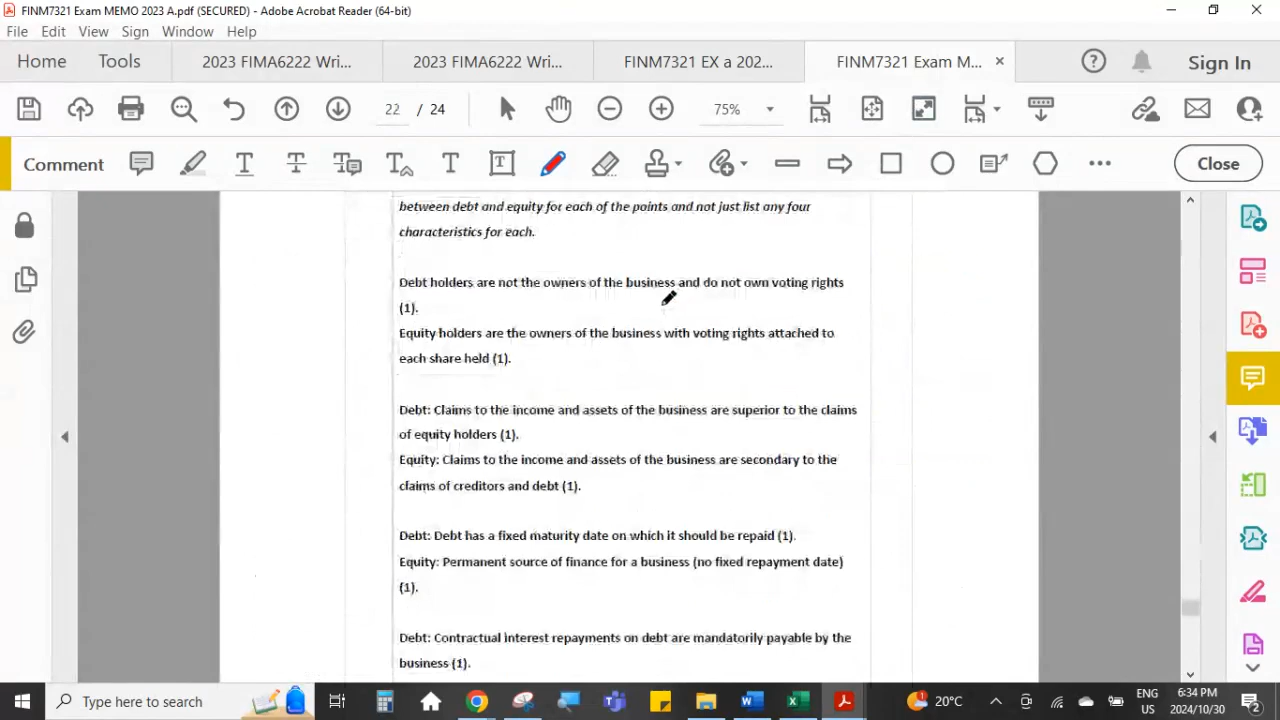 FINM7321 Exam MEMO 2023 A.pdf (SECURED) - Adobe Acrobat Reader (64-bit)
File Edit View Sign Window Help
Home Tools 2023 FIMA6222 Wri... 2023 FIMA6222 Wri... FINM7321 EX a 202... FINM7321 Exam M... × Sign In
22 / 24 75%
Comment Close
between debt and equity for each of the points and not just list any four
characteristics for each.
Debt holders are not the owners of the business and do not own voting rights
(1).
Equity holders are the owners of the business with voting rights attached to
each share held (1).
Debt: Claims to the income and assets of the business are superior to the claims
of equity holders (1).
Equity: Claims to the income and assets of the business are secondary to the
claims of creditors and debt (1).
Debt: Debt has a fixed maturity date on which it should be repaid (1).
Equity: Permanent source of finance for a business (no fixed repayment date)
(1).
Debt: Contractual interest repayments on debt are mandatorily payable by the
business (1).
Type here to search 20°C ENG 6:34 PM
US 2024/10/30 2